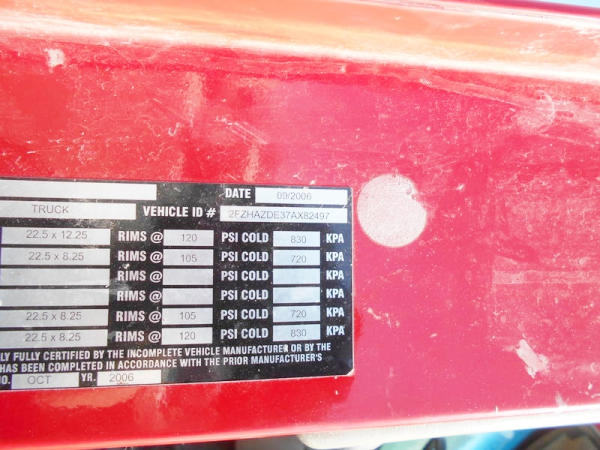 DATE 09/2006
TRUCK VEHICLE ID # 2FZHAZDE37AX82497
22.5 x 12.25 RIMS @ 120 PSI COLD 830 KPA
22.5 x 8.25 RIMS @ 105 PSI COLD 720 KPA
RIMS @ PSI COLD KPA
RIMS @ PSI COLD KPA
22.5 x 8.25 RIMS @ 105 PSI COLD 720 KPA
22.5 x 8.25 RIMS @ 120 PSI COLD 830 KPA
LY FULLY CERTIFIED BY THE INCOMPLETE VEHICLE MANUFACTURER OR BY THE
HAS BEEN COMPLETED IN ACCORDANCE WITH THE PRIOR MANUFACTURER'S
NO. OCT YR. 2006